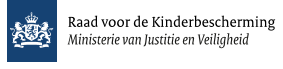 Raad voor de Kinderbescherming
Ministerie van Justitie en Veiligheid